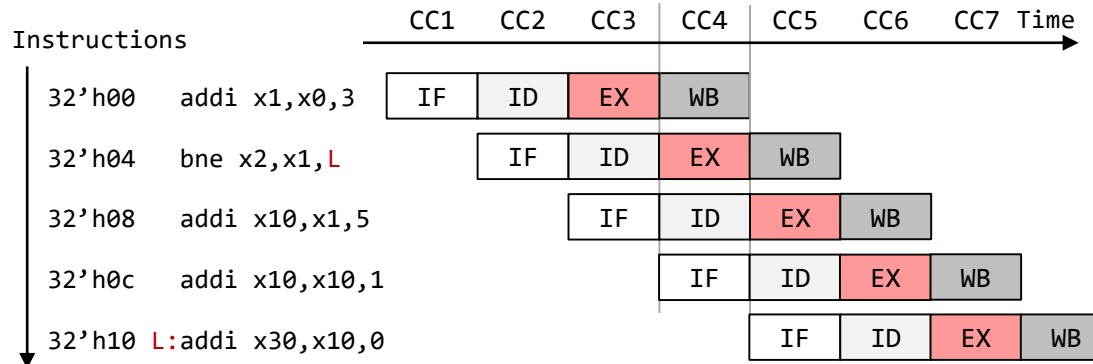 CC1 CC2 CC3 CC4 CC5 CC6 CC7 Time
Instructions
32’h00 addi x1,x0,3 IF ID EX WB
32’h04 bne x2,x1,L IF ID EX WB
32’h08 addi x10,x1,5 IF ID EX WB
32’h0c addi x10,x10,1 IF ID EX WB
32’h10 L:addi x30,x10,0 IF ID EX WB